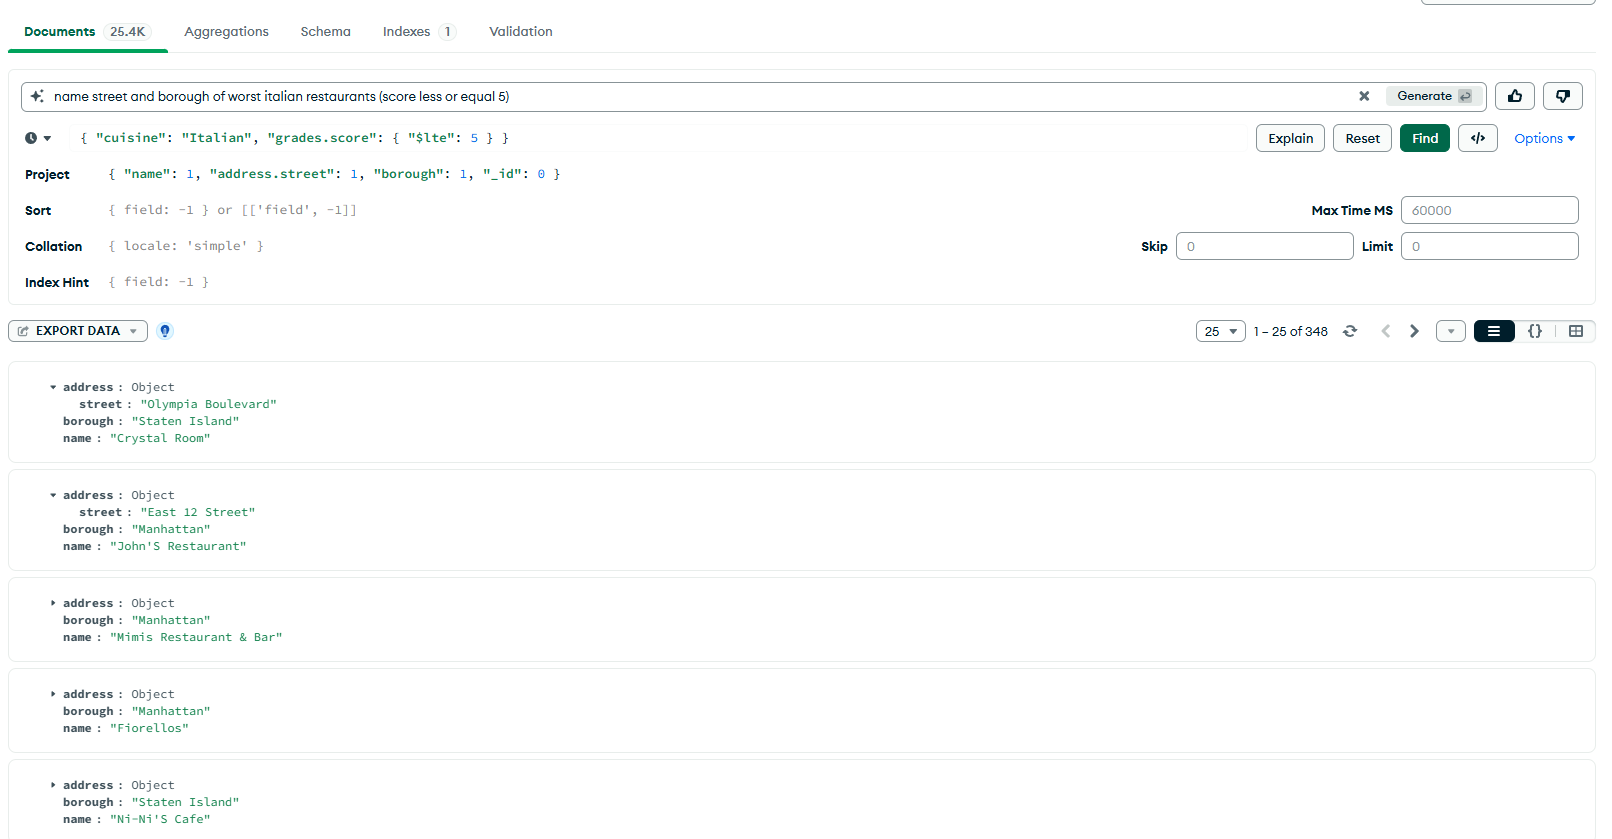 Documents 25.4K Aggregations Schema Indexes 1 Validation
name street and borough of worst italian restaurants (score less or equal 5) Generate
{ "cuisine": "Italian", "grades.score": { "$lte": 5 } } Explain Reset Find </> Options
Project { "name": 1, "address.street": 1, "borough": 1, "_id": 0 }
Sort { field: -1 } or [['field', -1]] Max Time MS 60000
Collation { locale: 'simple' } Skip 0 Limit 0
Index Hint { field: -1 }
EXPORT DATA 25 1 – 25 of 348 {}
address : Object
street : "Olympia Boulevard"
borough : "Staten Island"
name : "Crystal Room"
address : Object
street : "East 12 Street"
borough : "Manhattan"
name : "John'S Restaurant"
address : Object
borough : "Manhattan"
name : "Mimis Restaurant & Bar"
address : Object
borough : "Manhattan"
name : "Fiorellos"
address : Object
borough : "Staten Island"
name : "Ni-Ni'S Cafe"